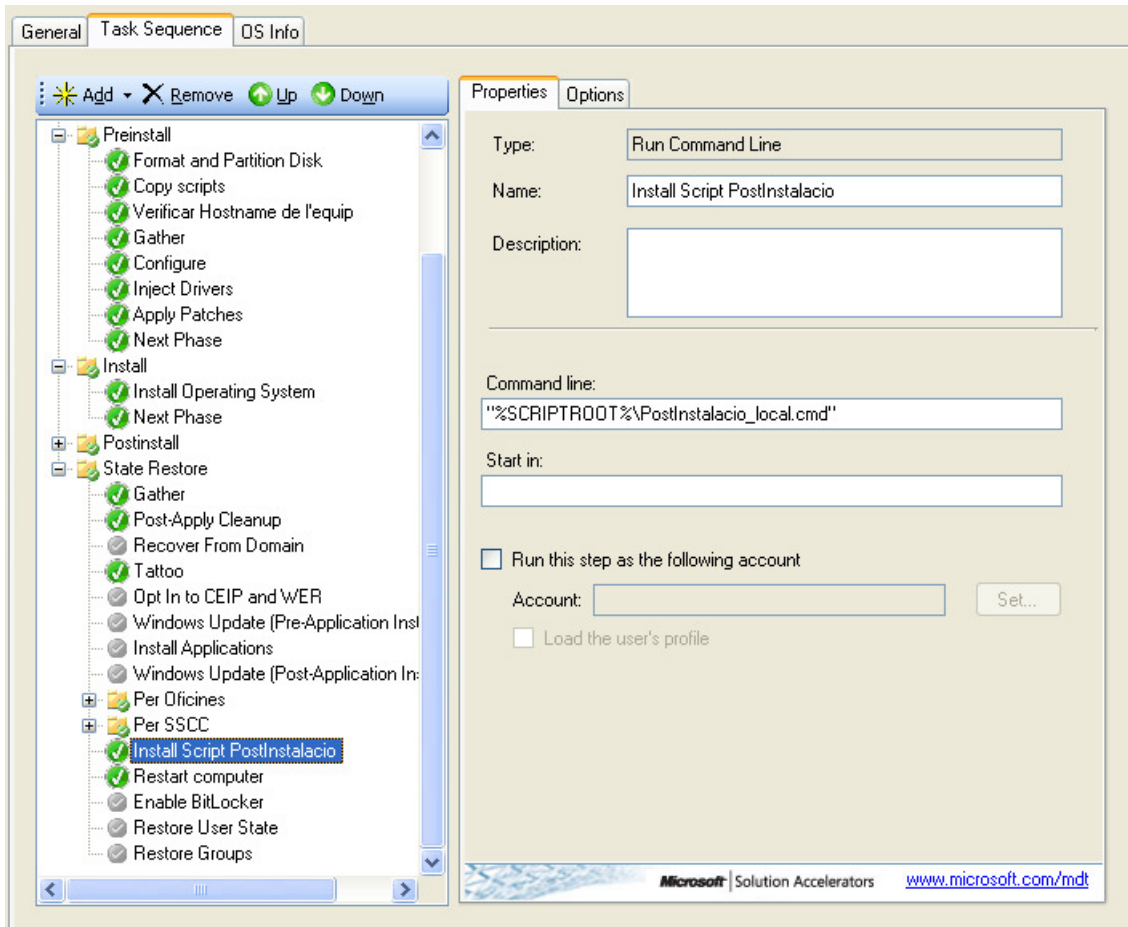 General Task Sequence OS Info
Add Remove Up Down
Preinstall
Format and Partition Disk
Copy scripts
Verificar Hostname de l'equip
Gather
Configure
Inject Drivers
Apply Patches
Next Phase
Install
Install Operating System
Next Phase
Postinstall
State Restore
Gather
Post-Apply Cleanup
Recover From Domain
Tattoo
Opt In to CEIP and WER
Windows Update (Pre-Application Inst
Install Applications
Windows Update (Post-Application In
Per Oficines
Per SSCC
Install Script PostInstalacio
Restart computer
Enable BitLocker
Restore User State
Restore Groups
Properties Options
Type: Run Command Line
Name: Install Script PostInstalacio
Description:
Command line:
"%SCRIPTROOT%\PostInstalacio_local.cmd"
Start in:
Run this step as the following account
Account: Set...
Load the user's profile
Microsoft Solution Accelerators www.microsoft.com/mdt